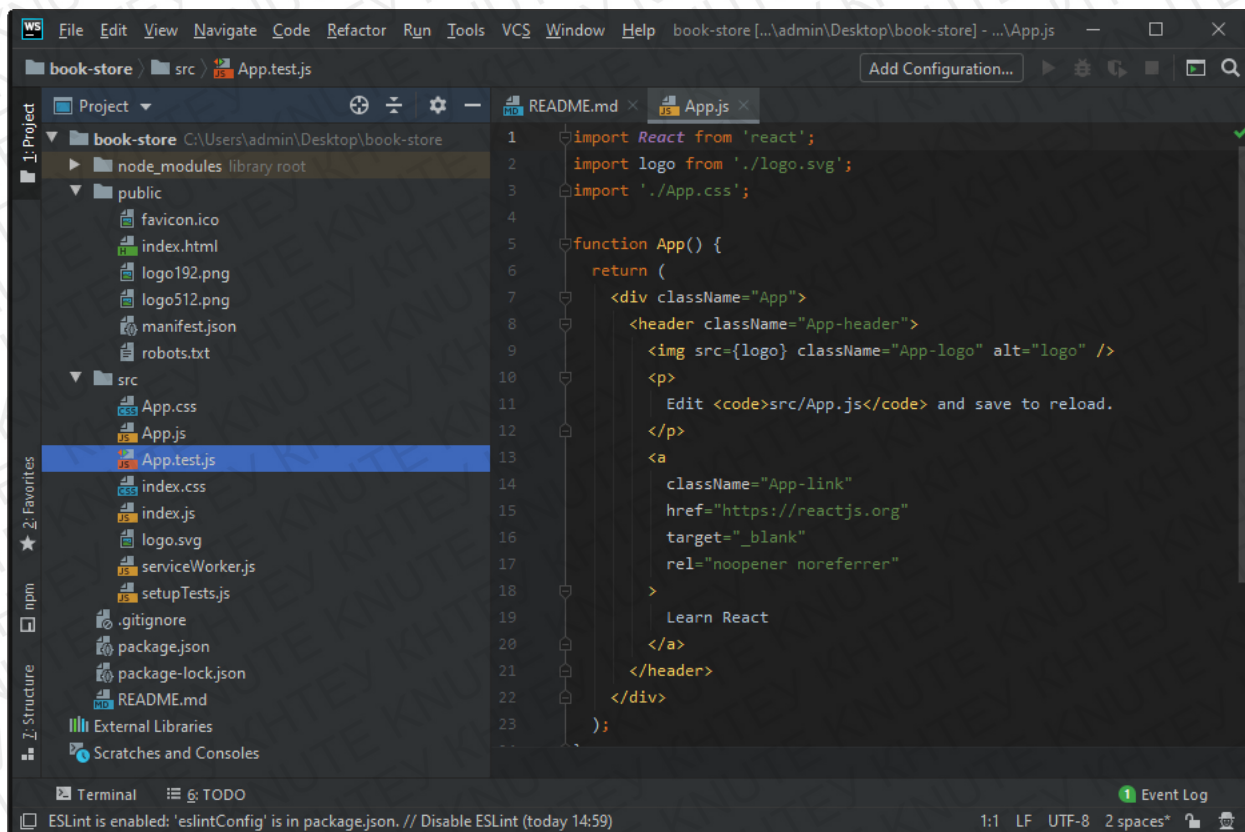 WS File Edit View Navigate Code Refactor Run Tools VCS Window Help book-store [...\admin\Desktop\book-store] - ...\App.js
book-store src App.test.js Add Configuration...
1: Project
2: Favorites
npm
7: Structure
Project
book-store C:\Users\admin\Desktop\book-store
node_modules library root
public
favicon.ico
index.html
logo192.png
logo512.png
manifest.json
robots.txt
src
App.css
App.js
App.test.js
index.css
index.js
logo.svg
serviceWorker.js
setupTests.js
.gitignore
package.json
package-lock.json
README.md
External Libraries
Scratches and Consoles
README.md App.js
1 import React from 'react';
2 import logo from './logo.svg';
3 import './App.css';
4
5 function App() {
6 return (
7 <div className="App">
8 <header className="App-header">
9 <img src={logo} className="App-logo" alt="logo" />
10 <p>
11 Edit <code>src/App.js</code> and save to reload.
12 </p>
13 <a
14 className="App-link"
15 href="https://reactjs.org"
16 target="_blank"
17 rel="noopener noreferrer"
18 >
19 Learn React
20 </a>
21 </header>
22 </div>
23 );
Terminal 6: TODO 1 Event Log
ESLint is enabled: 'eslintConfig' is in package.json. // Disable ESLint (today 14:59) 1:1 LF UTF-8 2 spaces*